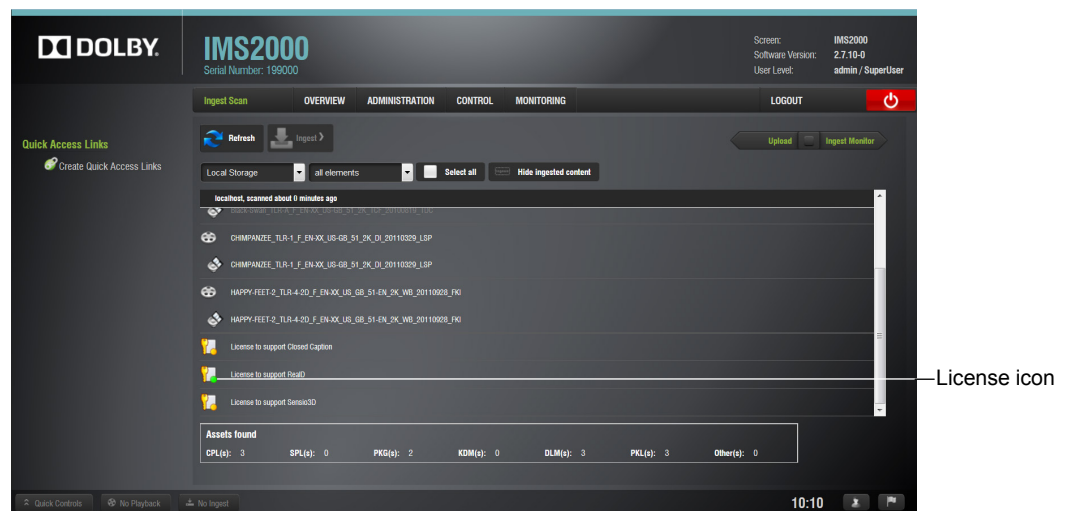 DOLBY.
IMS2000
Serial Number: 199000
Screen: IMS2000
Software Version: 2.7.10-0
User Level: admin / SuperUser
Ingest Scan OVERVIEW ADMINISTRATION CONTROL MONITORING LOGOUT
Quick Access Links
Create Quick Access Links
Refresh Ingest Upload Ingest Monitor
Local Storage all elements Select all Hide ingested content
localhost, scanned about 0 minutes ago
CHIMPANZEE_TLR-1_F_EN-XX_US-GB_51_2K_DI_20110329_LSP
CHIMPANZEE_TLR-1_F_EN-XX_US-GB_51_2K_DI_20110329_LSP
HAPPY-FEET-2_TLR-4-2D_F_EN-XX_US_GB_51-EN_2K_WB_20110928_FKI
HAPPY-FEET-2_TLR-4-2D_F_EN-XX_US_GB_51-EN_2K_WB_20110928_FKI
License to support Closed Caption
License to support RealD
License icon
License to support Sensio3D
Assets found
CPL(s): 3 SPL(s): 0 PKG(s): 2 KDM(s): 0 DLM(s): 3 PKL(s): 3 Other(s): 0
Quick Controls No Playback No Ingest 10:10